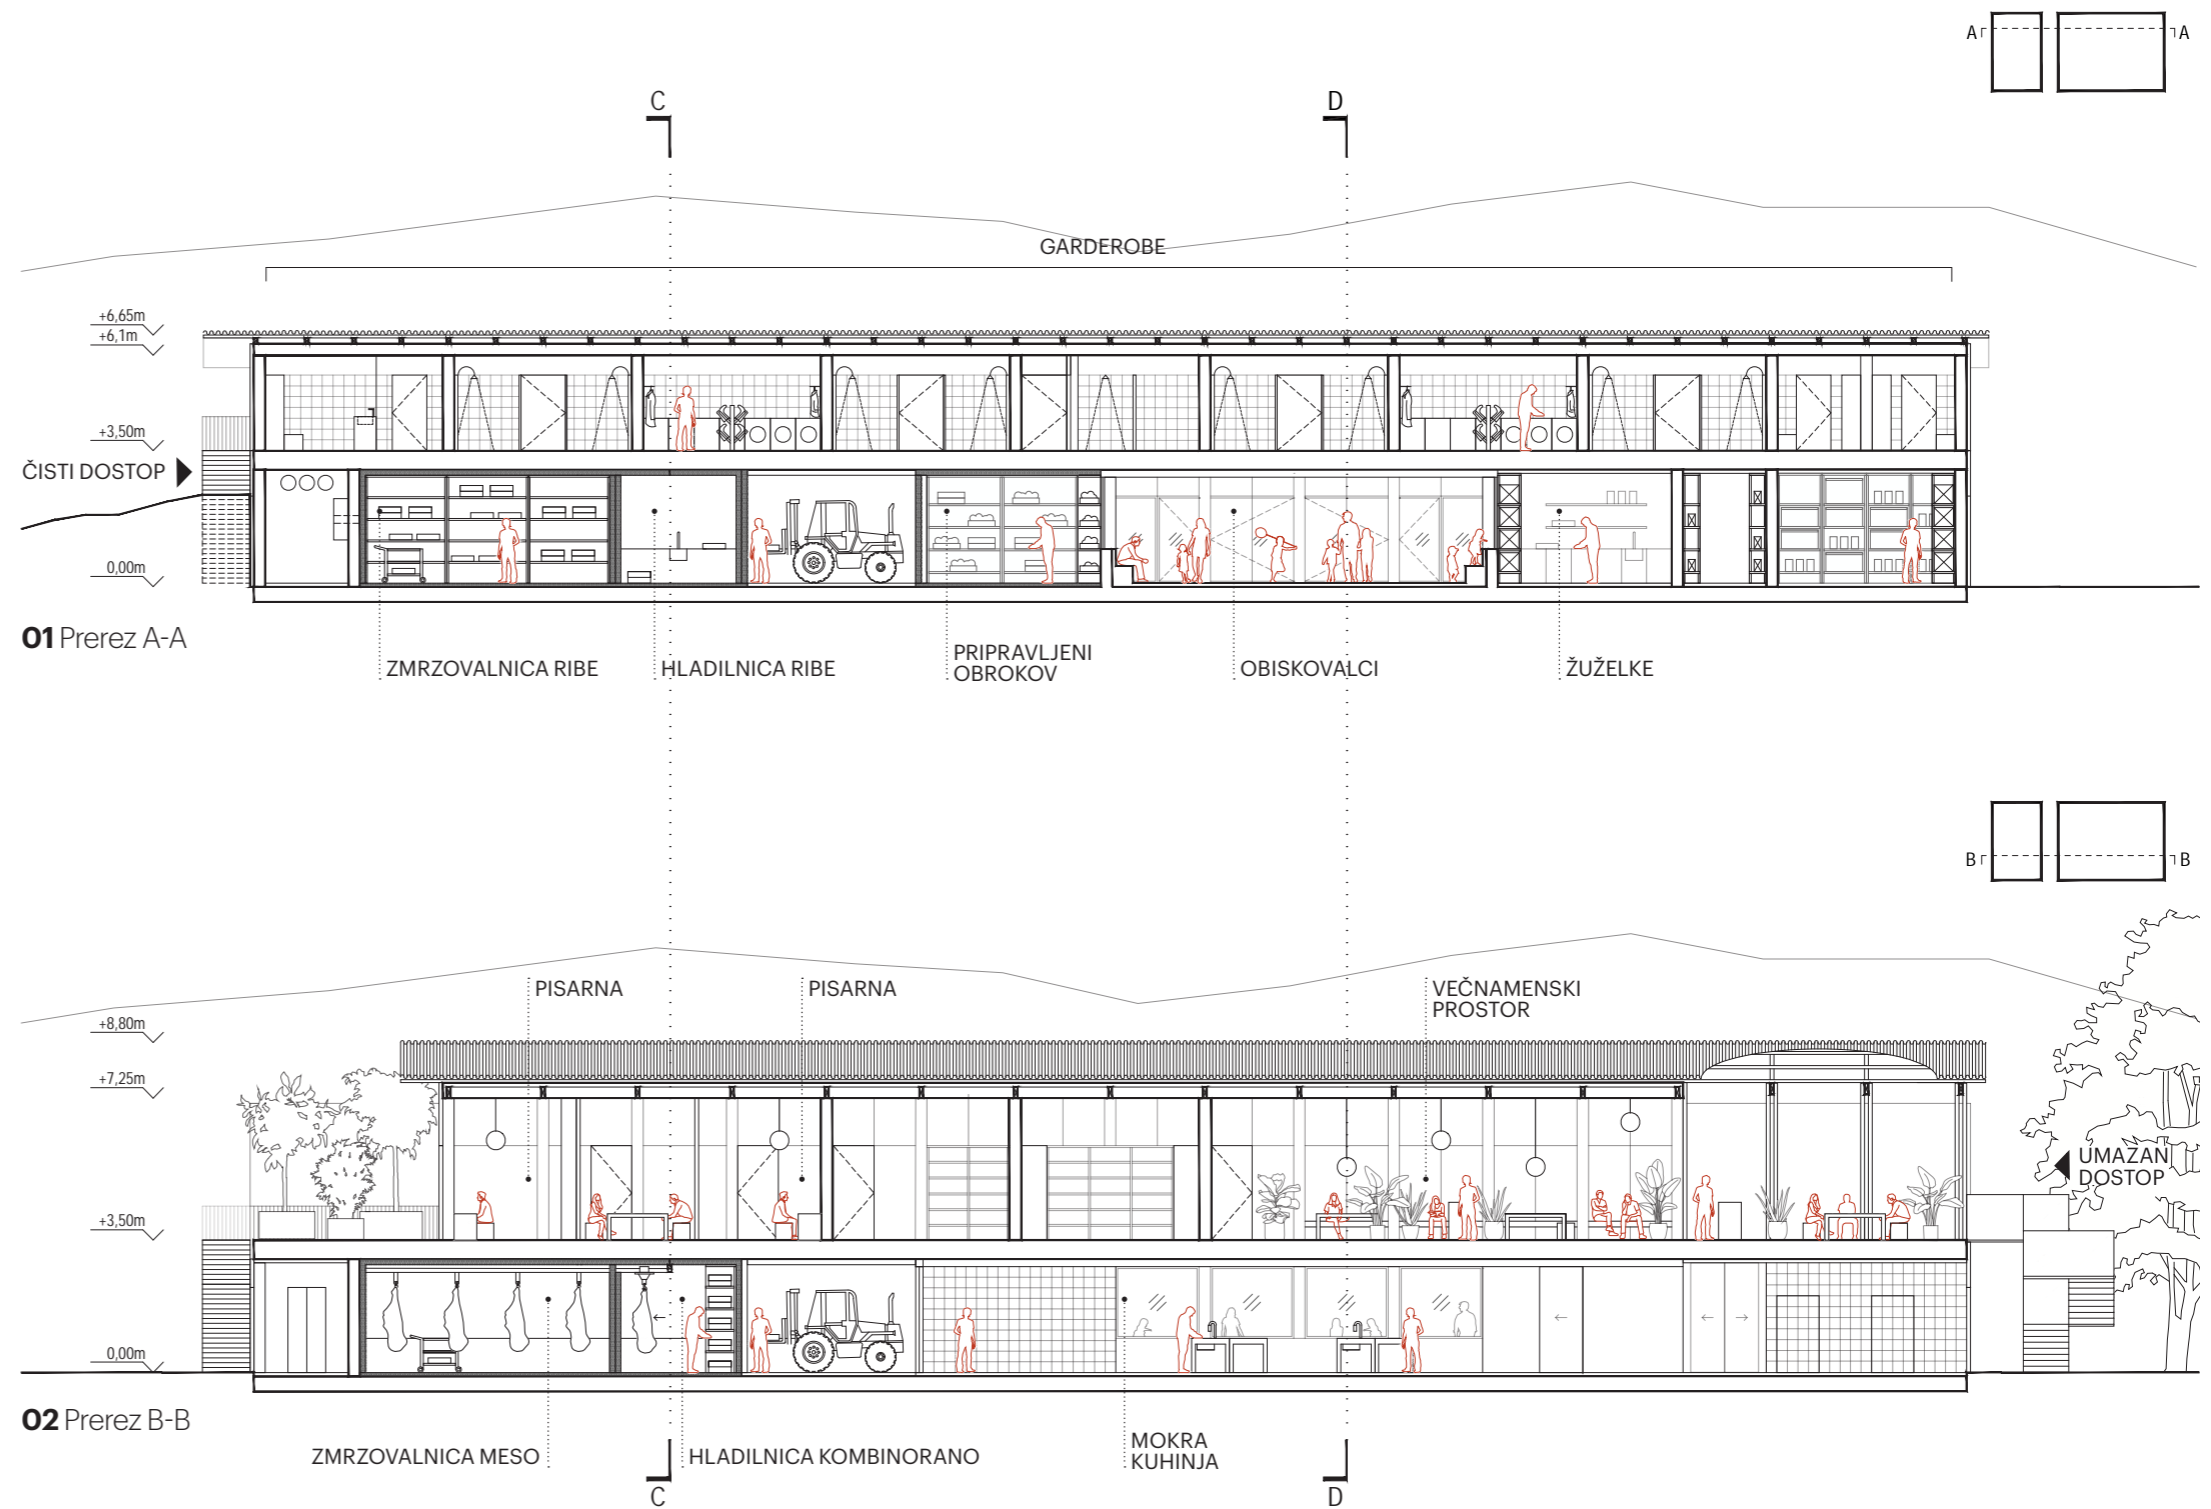 A A
C D
GARDEROBE
+6,65m
+6,1m
+3,50m
ČISTI DOSTOP
0,00m
01 Prerez A-A
ZMRZOVALNICA RIBE
HLADILNICA RIBE
PRIPRAVLJENI
OBROKOV
OBISKOVALCI
ŽUŽELKE
B B
PISARNA
PISARNA
VEČNAMENSKI
PROSTOR
+8,80m
+7,25m
UMAZAN
DOSTOP
+3,50m
0,00m
02 Prerez B-B
ZMRZOVALNICA MESO
HLADILNICA KOMBINORANO
MOKRA
KUHINJA
C D